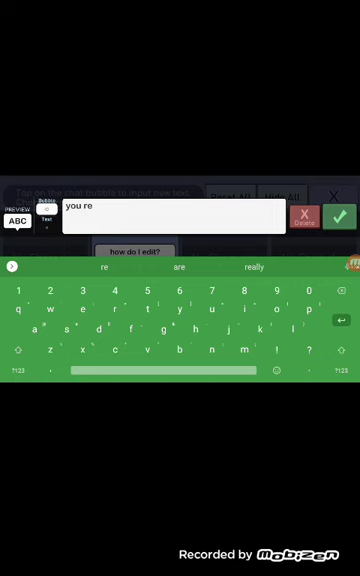 Tap on the chat bubble to input new text.
Reset All
Hide All
X
PREVIEW
ABC
Bubble
Text
you re
X
Delete
how do I edit?
re
are
really
1 2 3 4 5 6 7 8 9 0
q w e r t y u i o p
a s d f g h j k l
z x c v b n m ! ?
?123 , . ?123
Recorded by mobizen